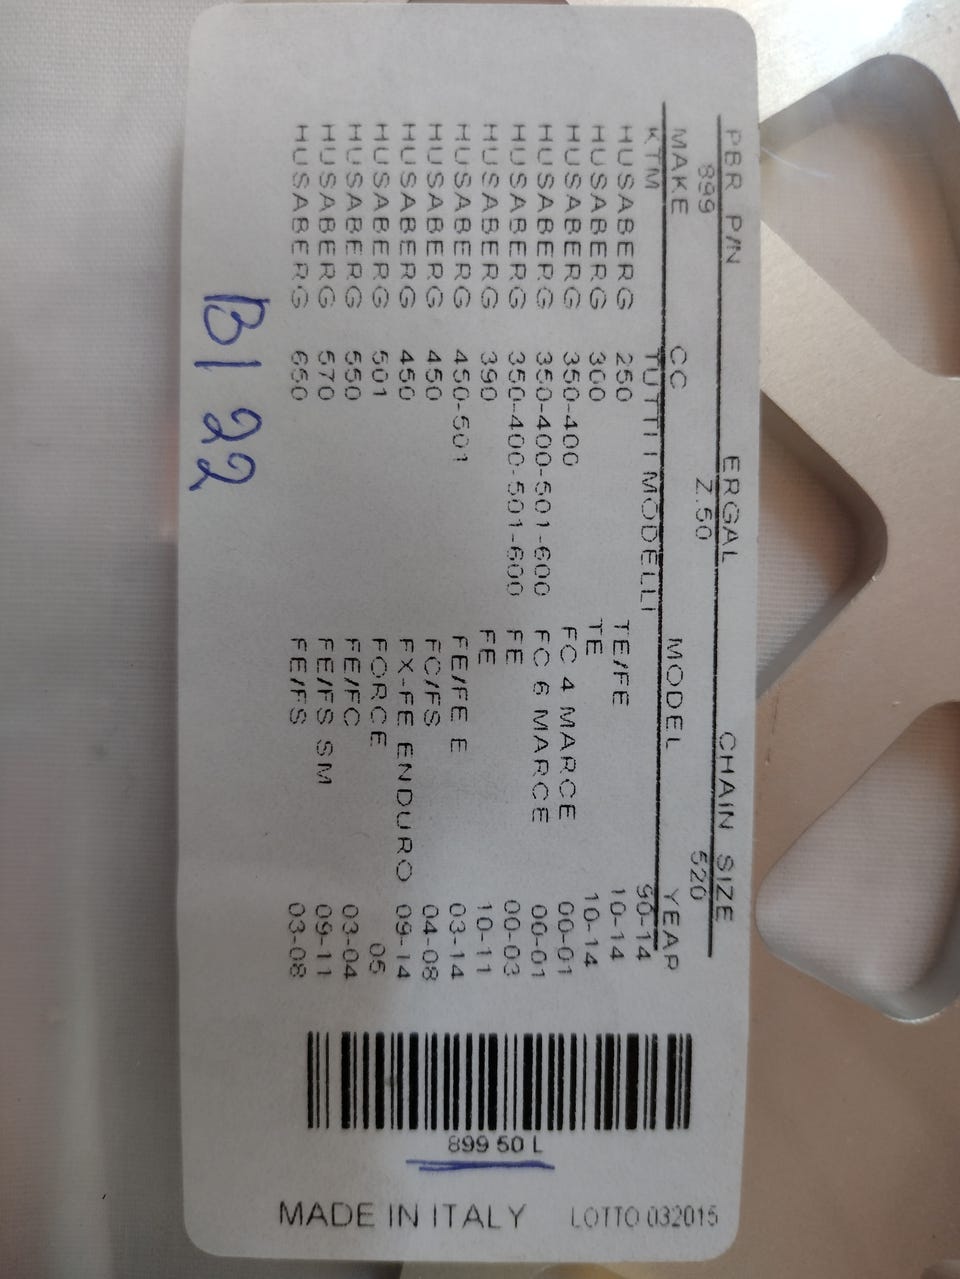 PBR P/N ERGAL CHAIN SIZE
899 Z.50 520
MAKE CC MODEL YEAR
KTM TUTTI I MODELLI 90-14
HUSABERG 250 TE/FE 10-14
HUSABERG 300 TE 10-14
HUSABERG 350-400 FC 4 MARCE 00-01
HUSABERG 350-400-501-600 FC 6 MARCE 00-01
HUSABERG 350-400-501-600 FE 00-03
HUSABERG 390 FE 10-11
HUSABERG 450-501 FE/FE E 03-14
HUSABERG 450 FC/FS 04-08
HUSABERG 450 FX-FE ENDURO 09-14
HUSABERG 501 FORCE 05
HUSABERG 550 FE/FC 03-04
HUSABERG 570 FE/FS SM 09-11
HUSABERG 650 FE/FS 03-08
B1 22
899 50 L
MADE IN ITALY LOTTO 032015